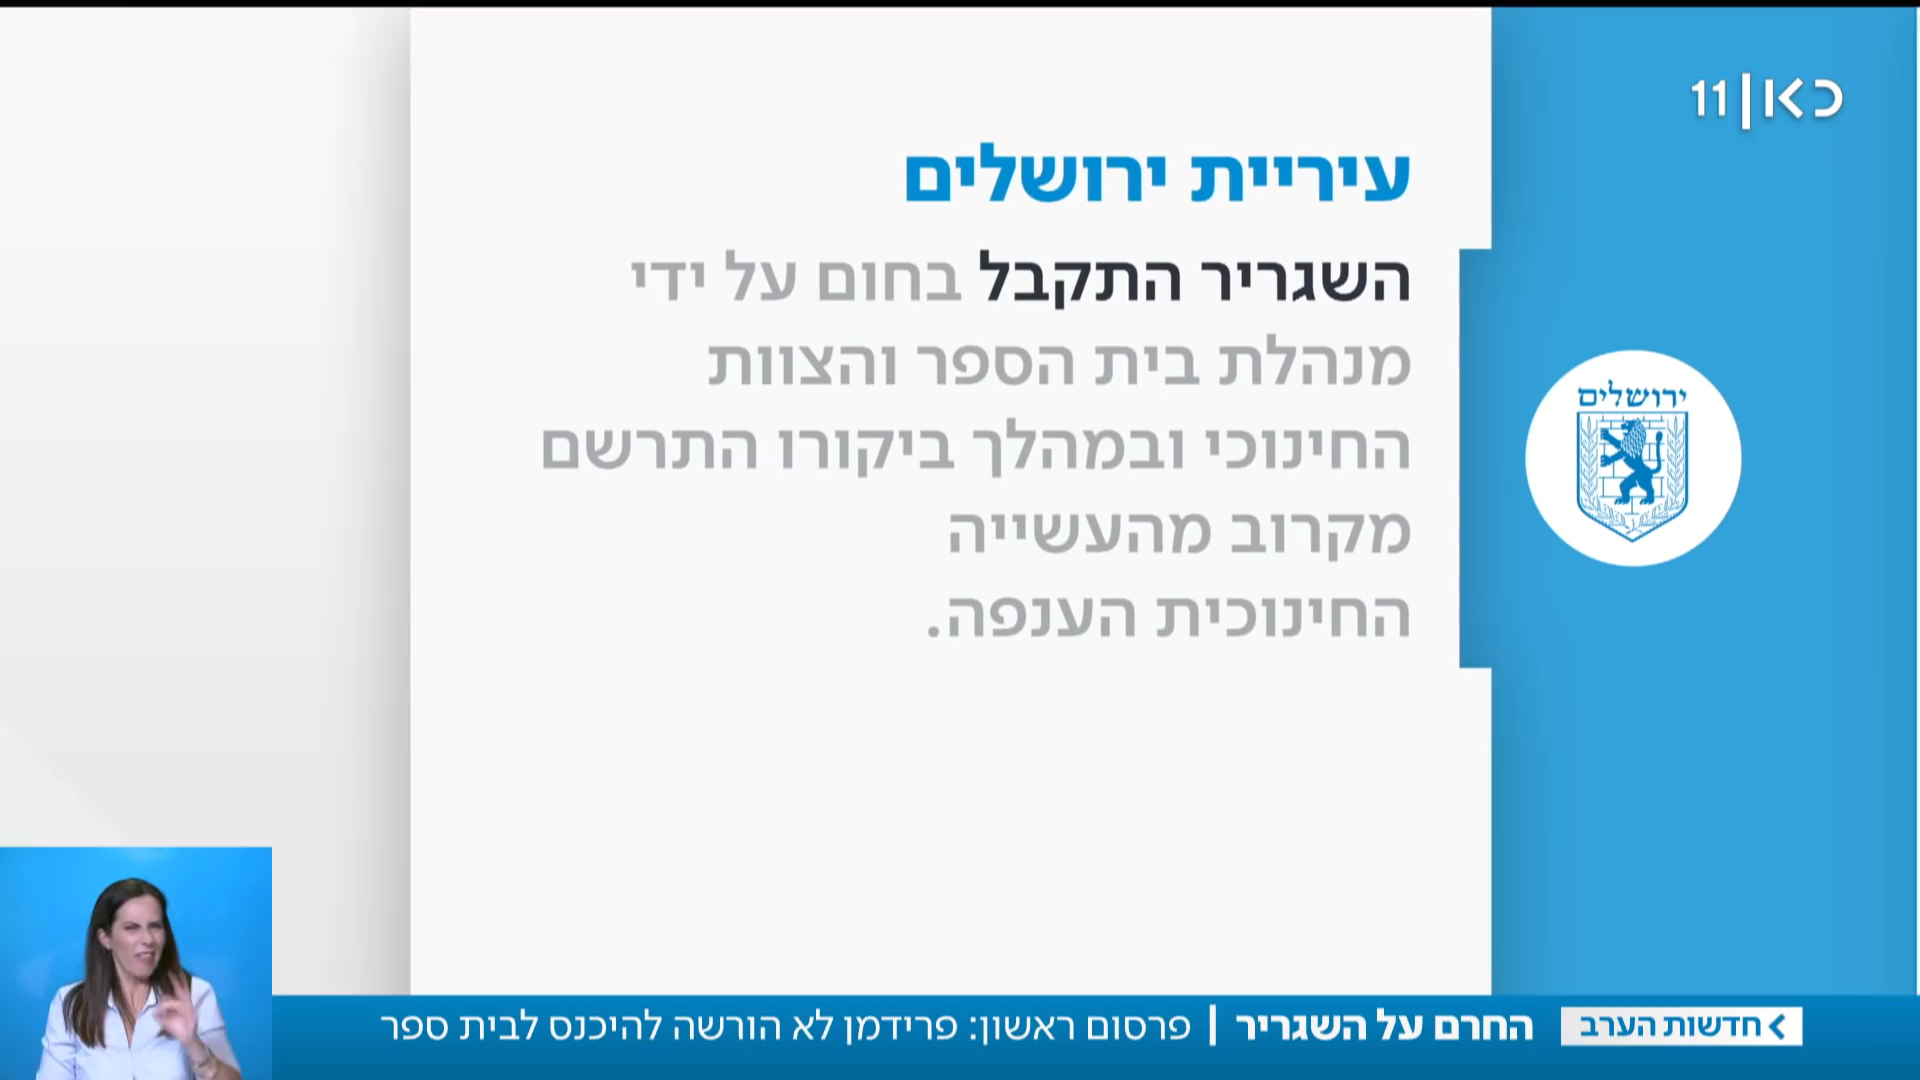 כאן 11
עיריית ירושלים
השגריר התקבל בחום על ידי
מנהלת בית הספר והצוות
החינוכי ובמהלך ביקורו התרשם
מקרוב מהעשייה
החינוכית הענפה.
ירושלים
חדשות הערב
החרם על השגריר | פרסום ראשון: פרידמן לא הורשה להיכנס לבית ספר